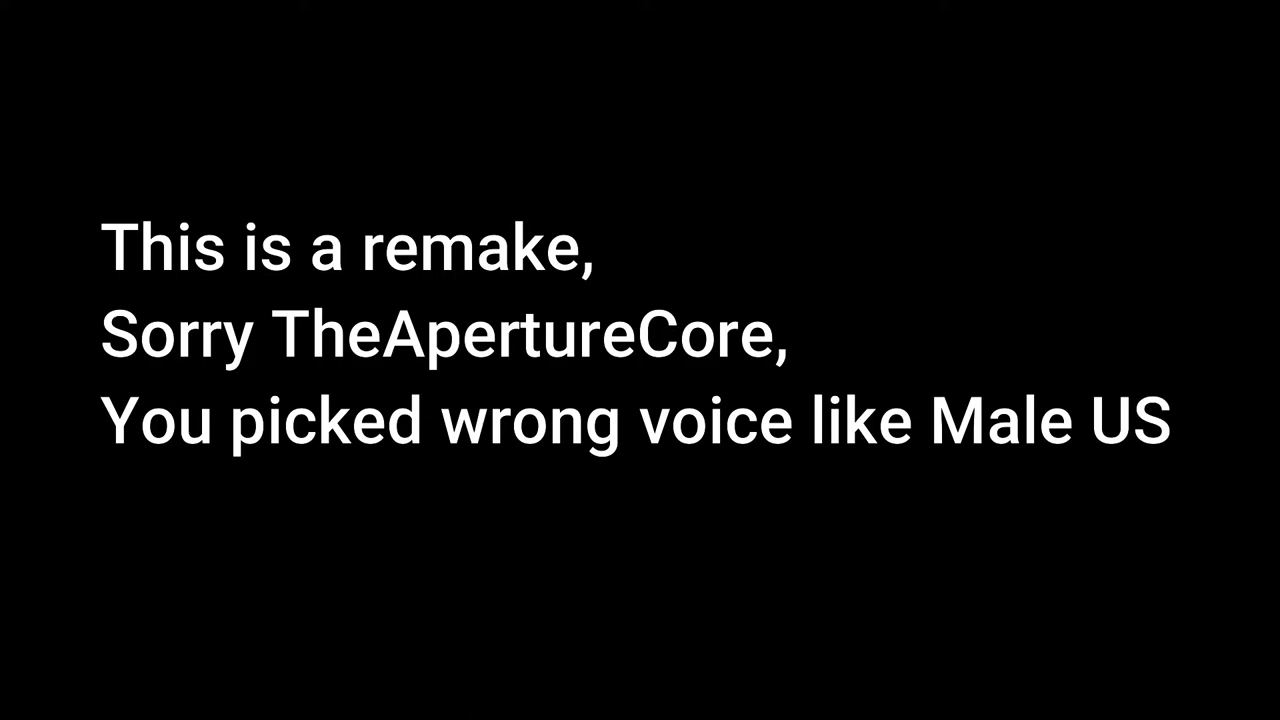 This is a remake,
Sorry TheApertureCore,
You picked wrong voice like Male US